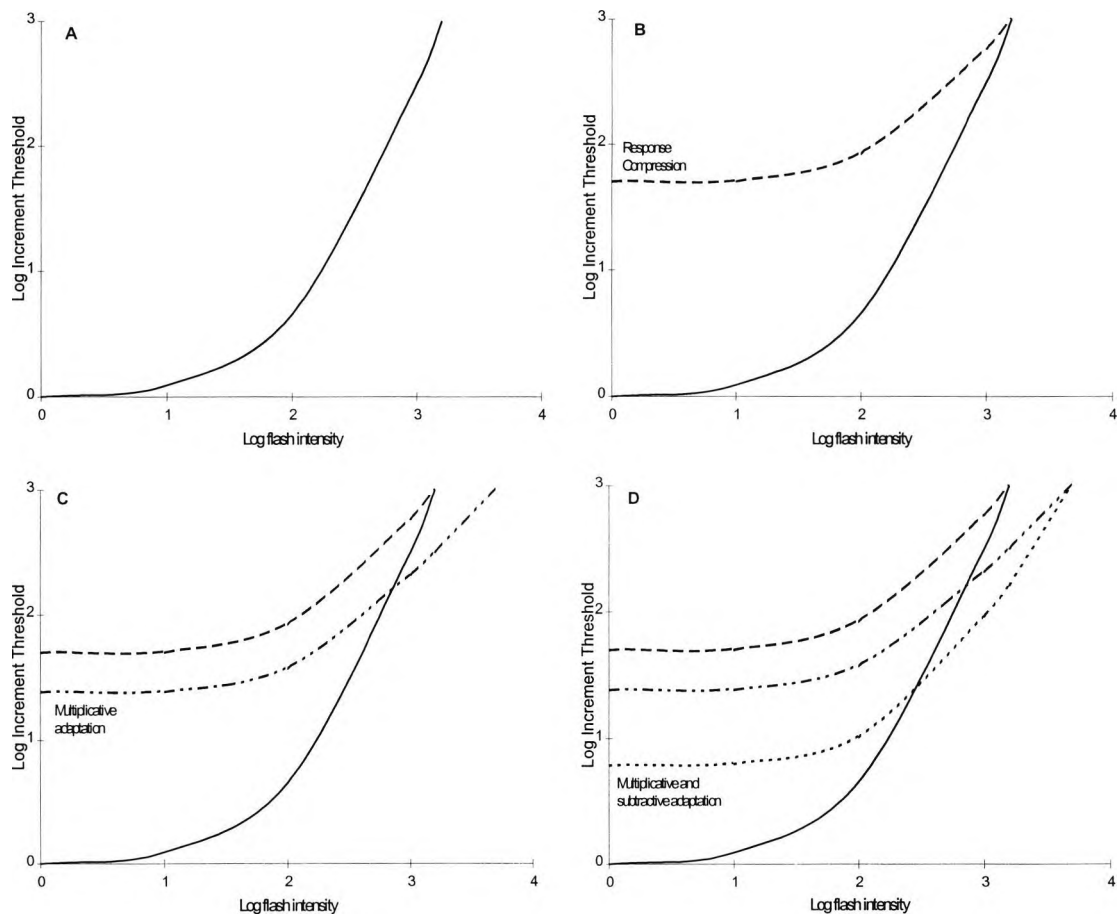 A
3
2
1
0
Log Increment Threshold
0 1 2 3 4
Log flash intensity
B
3
2
1
0
Log Increment Threshold
Response
Compression
0 1 2 3 4
Log flash intensity
C
3
2
1
0
Log Increment Threshold
Multiplicative
adaptation
0 1 2 3 4
Log flash intensity
D
3
2
1
0
Log Increment Threshold
Multiplicative and
subtractive adaptation
0 1 2 3 4
Log flash intensity